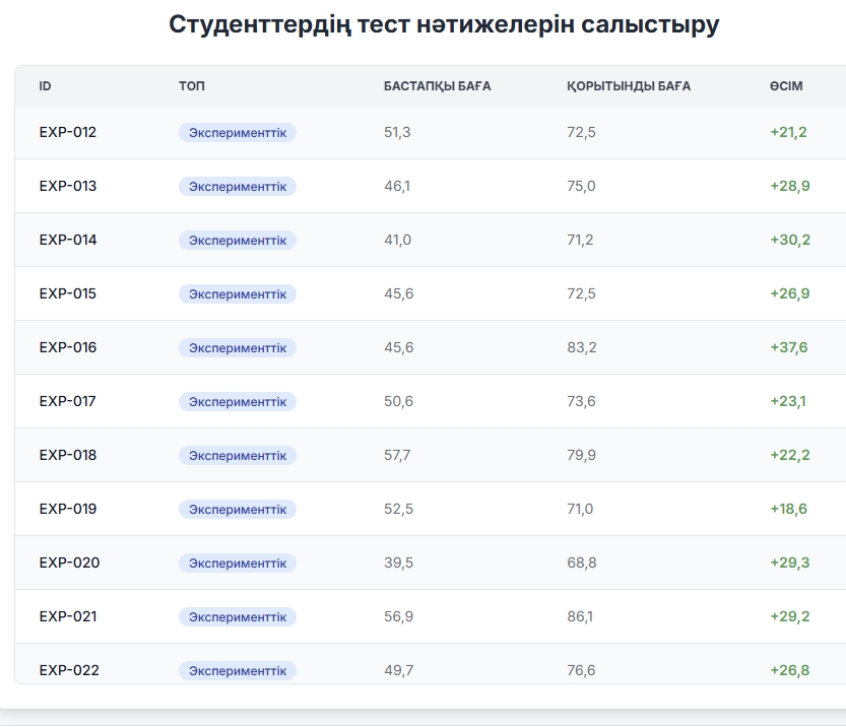 Студенттердің тест нәтижелерін салыстыру
ID ТОП БАСТАПҚЫ БАҒА ҚОРЫТЫНДЫ БАҒА ӨСІМ
EXP-012 Эксперименттік 51,3 72,5 +21,2
EXP-013 Эксперименттік 46,1 75,0 +28,9
EXP-014 Эксперименттік 41,0 71,2 +30,2
EXP-015 Эксперименттік 45,6 72,5 +26,9
EXP-016 Эксперименттік 45,6 83,2 +37,6
EXP-017 Эксперименттік 50,6 73,6 +23,1
EXP-018 Эксперименттік 57,7 79,9 +22,2
EXP-019 Эксперименттік 52,5 71,0 +18,6
EXP-020 Эксперименттік 39,5 68,8 +29,3
EXP-021 Эксперименттік 56,9 86,1 +29,2
EXP-022 Эксперименттік 49,7 76,6 +26,8